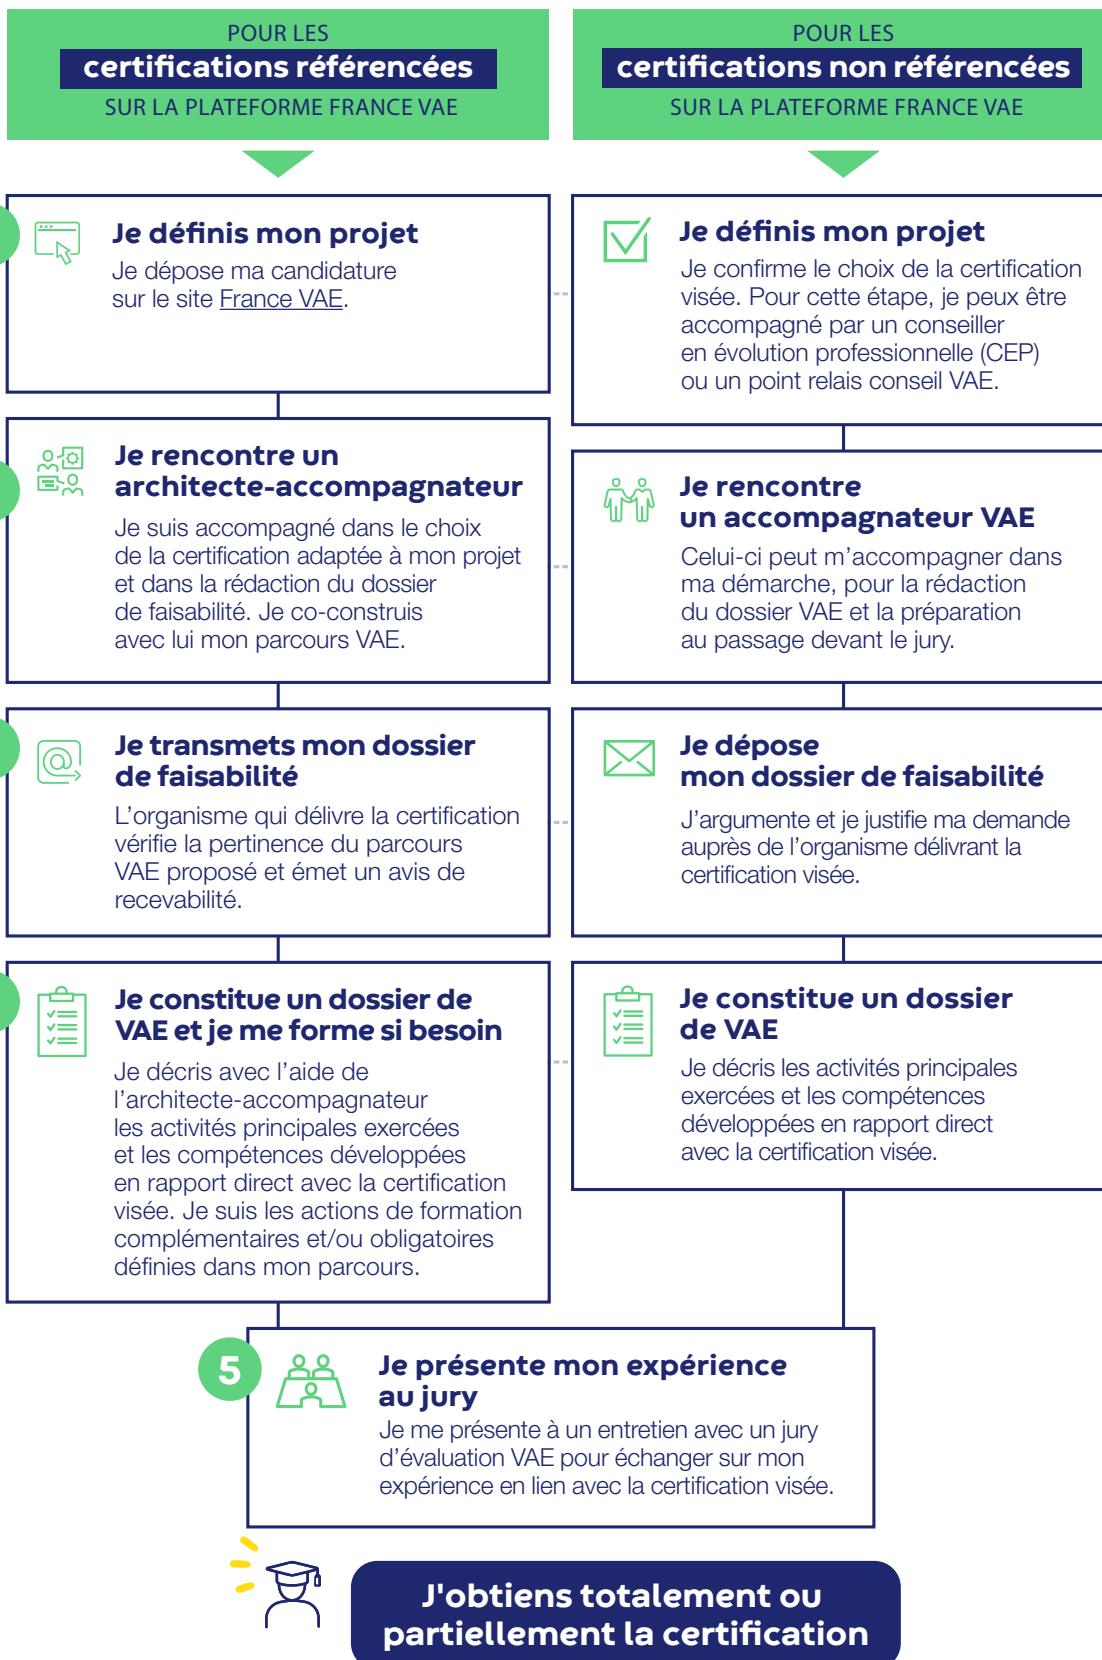 POUR LES
certifications référencées
SUR LA PLATEFORME FRANCE VAE
Je définis mon projet
Je dépose ma candidature
sur le site France VAE.
Je rencontre un
architecte-accompagnateur
Je suis accompagné dans le choix
de la certification adaptée à mon projet
et dans la rédaction du dossier
de faisabilité. Je co-construis
avec lui mon parcours VAE.
Je transmets mon dossier
de faisabilité
L’organisme qui délivre la certification
vérifie la pertinence du parcours
VAE proposé et émet un avis de
recevabilité.
Je constitue un dossier de
VAE et je me forme si besoin
Je décris avec l’aide de
l’architecte-accompagnateur
les activités principales exercées
et les compétences développées
en rapport direct avec la certification
visée. Je suis les actions de formation
complémentaires et/ou obligatoires
définies dans mon parcours.
POUR LES
certifications non référencées
SUR LA PLATEFORME FRANCE VAE
Je définis mon projet
Je confirme le choix de la certification
visée. Pour cette étape, je peux être
accompagné par un conseiller
en évolution professionnelle (CEP)
ou un point relais conseil VAE.
Je rencontre
un accompagnateur VAE
Celui-ci peut m’accompagner dans
ma démarche, pour la rédaction
du dossier VAE et la préparation
au passage devant le jury.
Je dépose
mon dossier de faisabilité
J’argumente et je justifie ma demande
auprès de l’organisme délivrant la
certification visée.
Je constitue un dossier
de VAE
Je décris les activités principales
exercées et les compétences
développées en rapport direct
avec la certification visée.
5
Je présente mon expérience
au jury
Je me présente à un entretien avec un jury
d’évaluation VAE pour échanger sur mon
expérience en lien avec la certification visée.
J'obtiens totalement ou
partiellement la certification